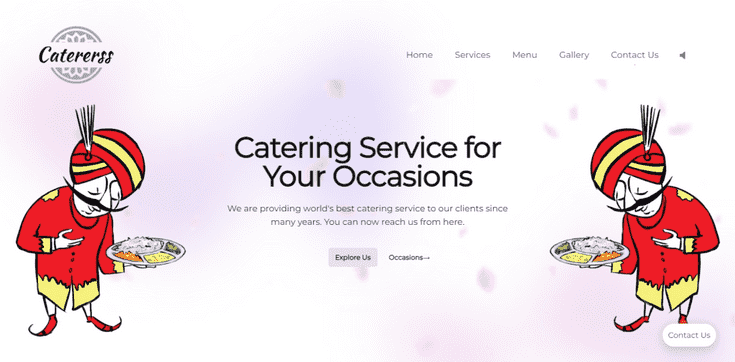 Catererss
Home Services Menu Gallery Contact Us
Catering Service for
Your Occasions
We are providing world's best catering service to our clients since
many years. You can now reach us from here.
Explore Us Occasions→
Contact Us